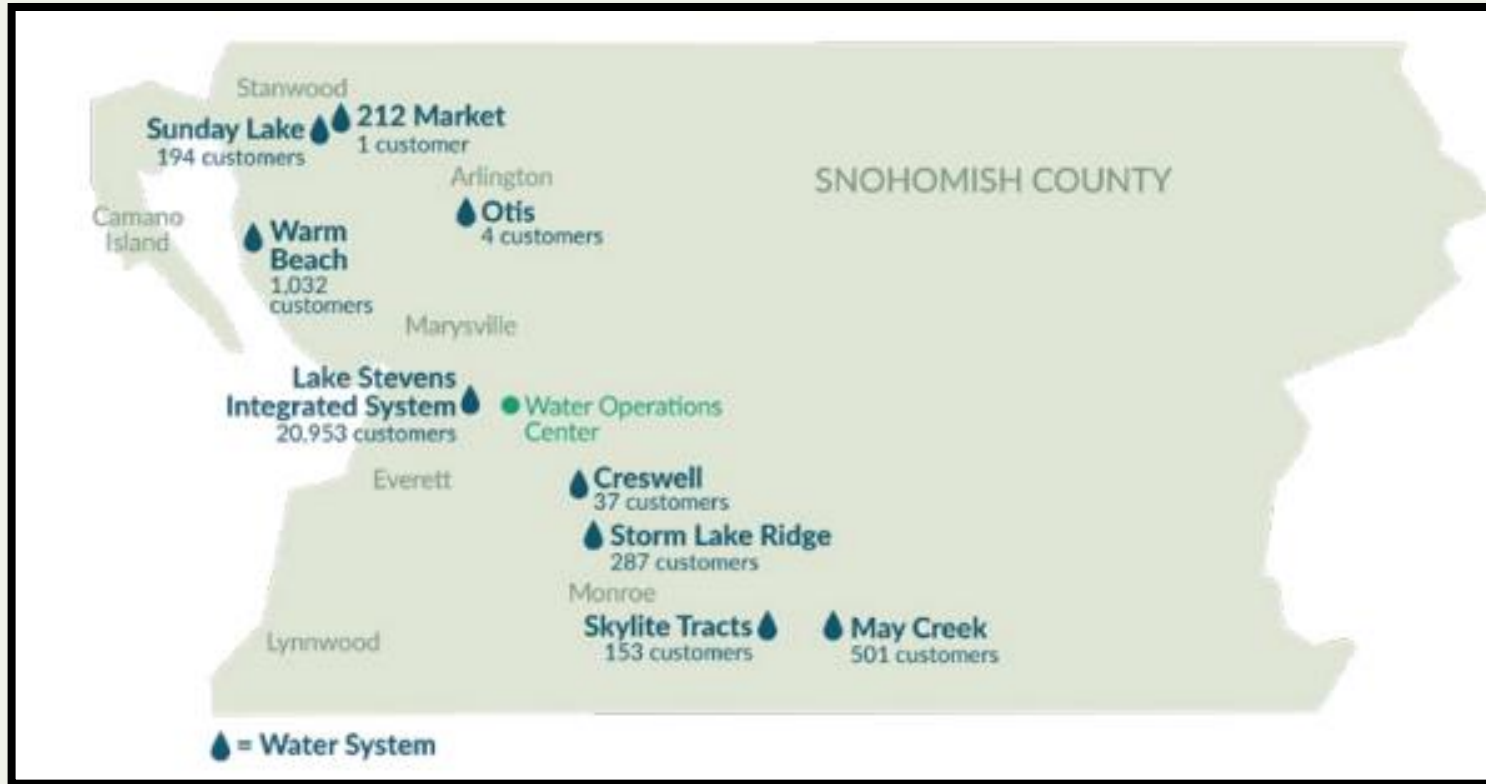 Stanwood
Sunday Lake
194 customers
212 Market
1 customer
Arlington
Otis
4 customers
SNOHOMISH COUNTY
Camano
Island
Warm
Beach
1,032
customers
Marysville
Lake Stevens
Integrated System
20,953 customers
Water Operations
Center
Everett
Creswell
37 customers
Storm Lake Ridge
287 customers
Monroe
Skylite Tracts
153 customers
May Creek
501 customers
Lynnwood
= Water System